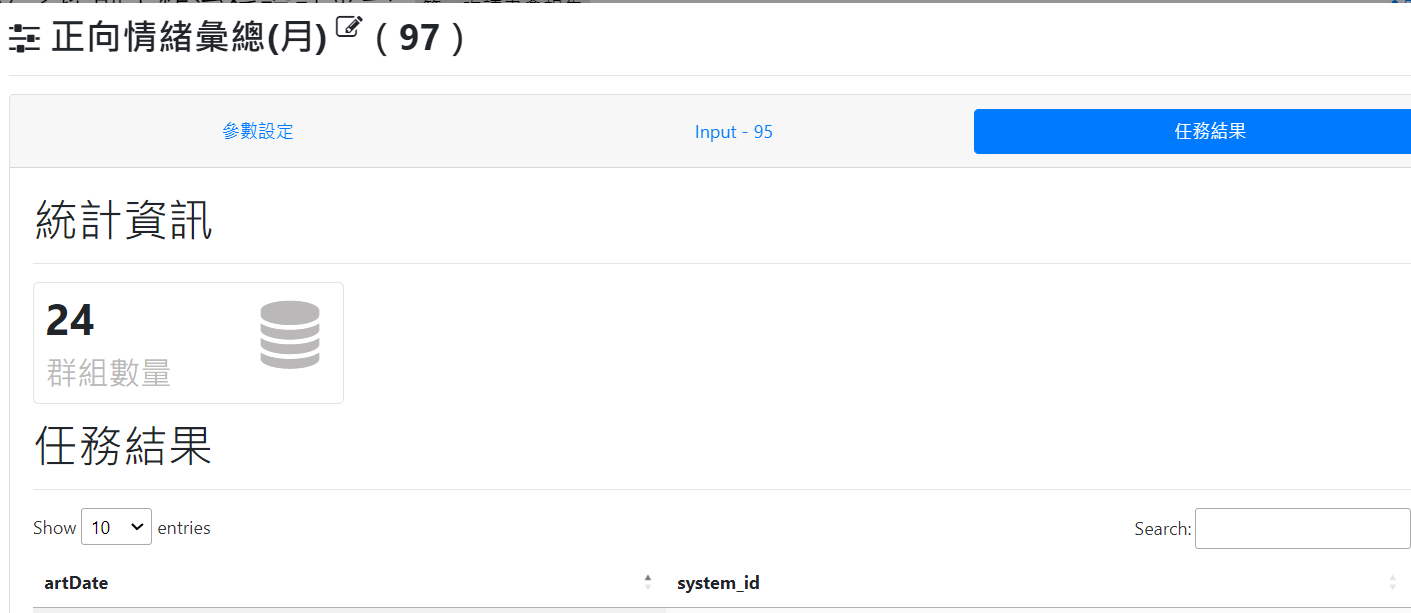 正向情緒彙總(月) ( 97 )
參數設定 Input - 95 任務結果
統計資訊
24
群組數量
任務結果
Show 10 entries Search:
artDate system_id